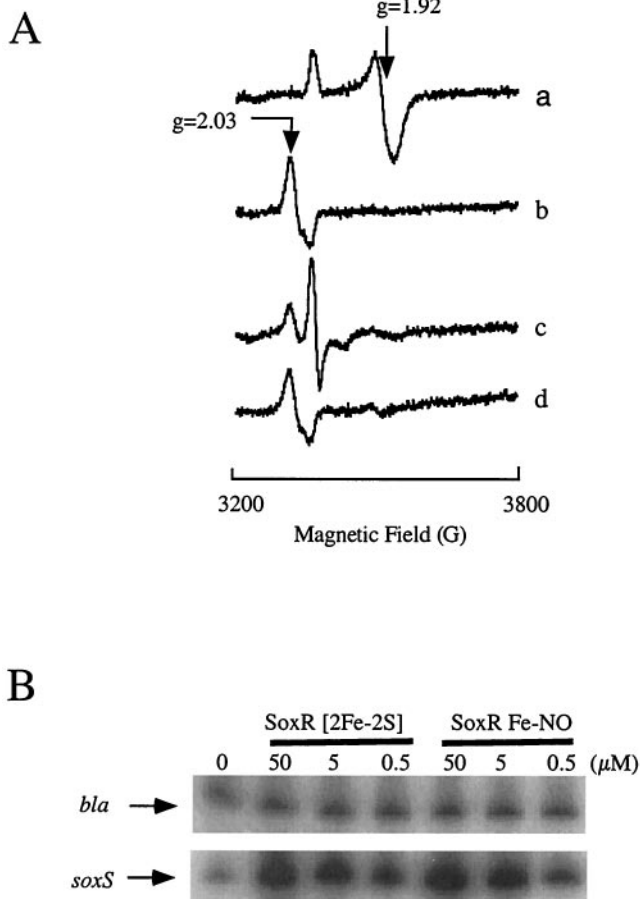 A
g=1.92
a
g=2.03
b
c
d
3200 3800
Magnetic Field (G)
B
SoxR [2Fe-2S] SoxR Fe-NO
0 50 5 0.5 50 5 0.5 (μM)
bla
soxS